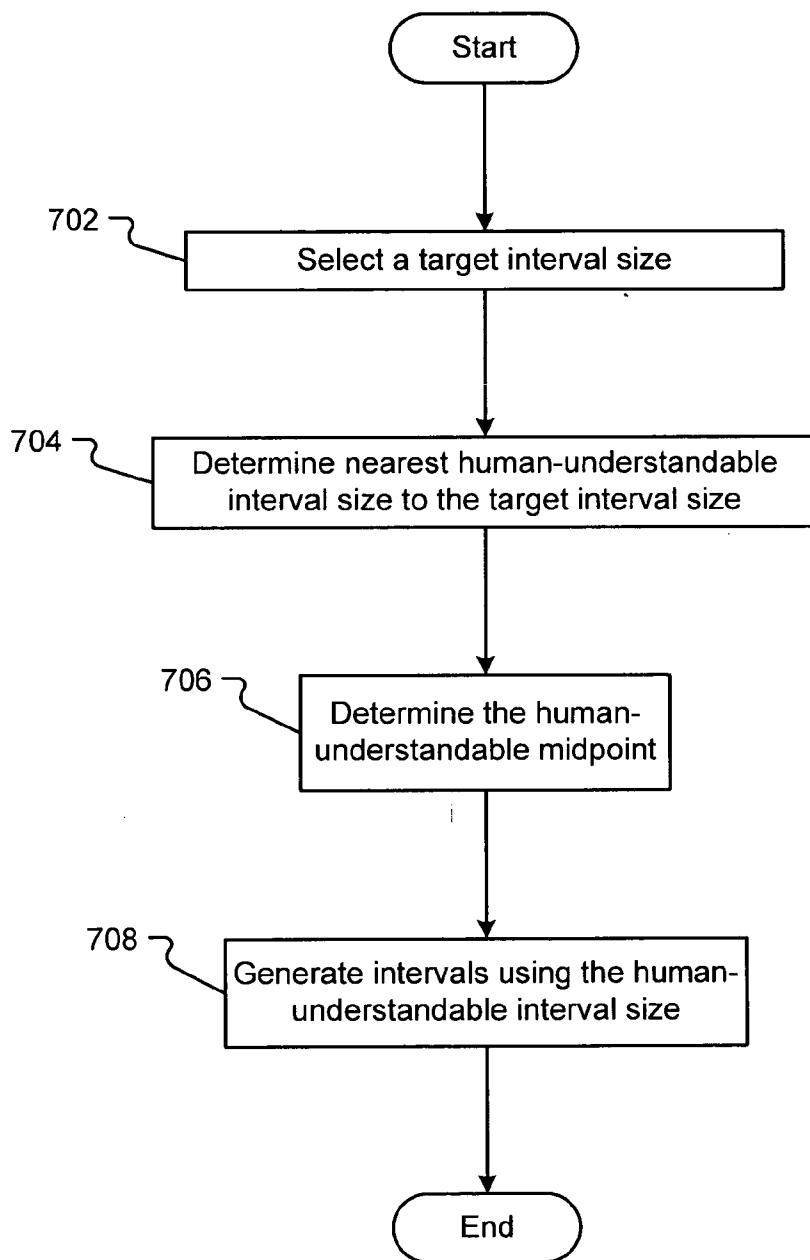 Start
702
Select a target interval size
704
Determine nearest human-understandable
interval size to the target interval size
706
Determine the human-
understandable midpoint
708
Generate intervals using the human-
understandable interval size
End